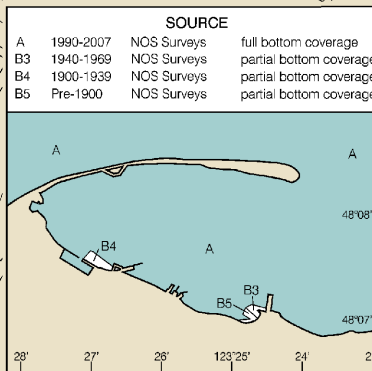 SOURCE
A 1990-2007 NOS Surveys full bottom coverage
B3 1940-1969 NOS Surveys partial bottom coverage
B4 1900-1939 NOS Surveys partial bottom coverage
B5 Pre-1900 NOS Surveys partial bottom coverage
A
A
48°08'
B4
A
B3
B5
48°07'
28' 27' 26' 123°25' 24' 2